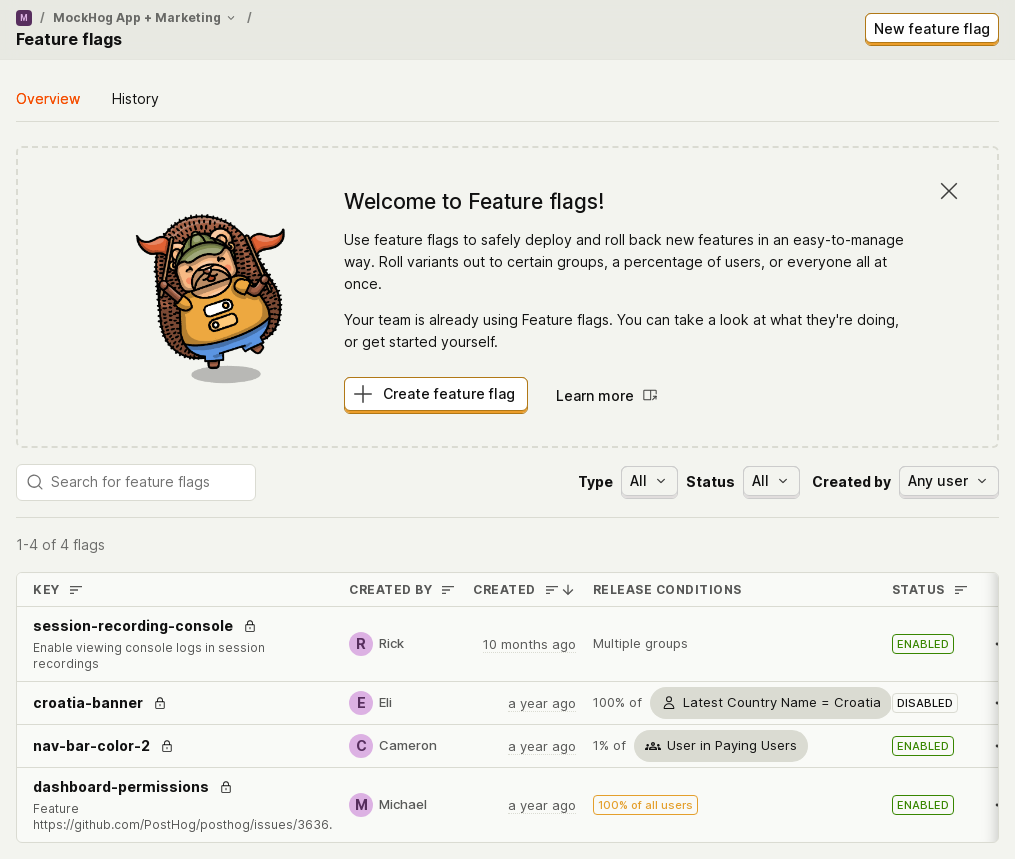 M / MockHog App + Marketing /
Feature flags
New feature flag
Overview
History
Welcome to Feature flags!
Use feature flags to safely deploy and roll back new features in an easy-to-manage
way. Roll variants out to certain groups, a percentage of users, or everyone all at
once.
Your team is already using Feature flags. You can take a look at what they're doing,
or get started yourself.
Create feature flag
Learn more
Search for feature flags
Type All Status All Created by Any user
1-4 of 4 flags
KEY CREATED BY CREATED RELEASE CONDITIONS STATUS
session-recording-console
Enable viewing console logs in session
recordings
R Rick 10 months ago Multiple groups ENABLED
croatia-banner E Eli a year ago 100% of Latest Country Name = Croatia DISABLED
nav-bar-color-2 C Cameron a year ago 1% of User in Paying Users ENABLED
dashboard-permissions
Feature
https://github.com/PostHog/posthog/issues/3636.
M Michael a year ago 100% of all users ENABLED